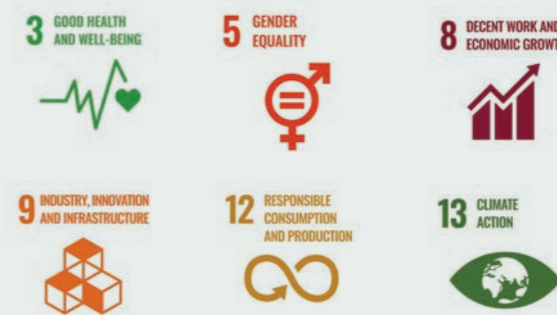 3 GOOD HEALTH
AND WELL-BEING
5 GENDER
EQUALITY
8 DECENT WORK AND
ECONOMIC GROWT
9 INDUSTRY, INNOVATION
AND INFRASTRUCTURE
12 RESPONSIBLE
CONSUMPTION
AND PRODUCTION
13 CLIMATE
ACTION